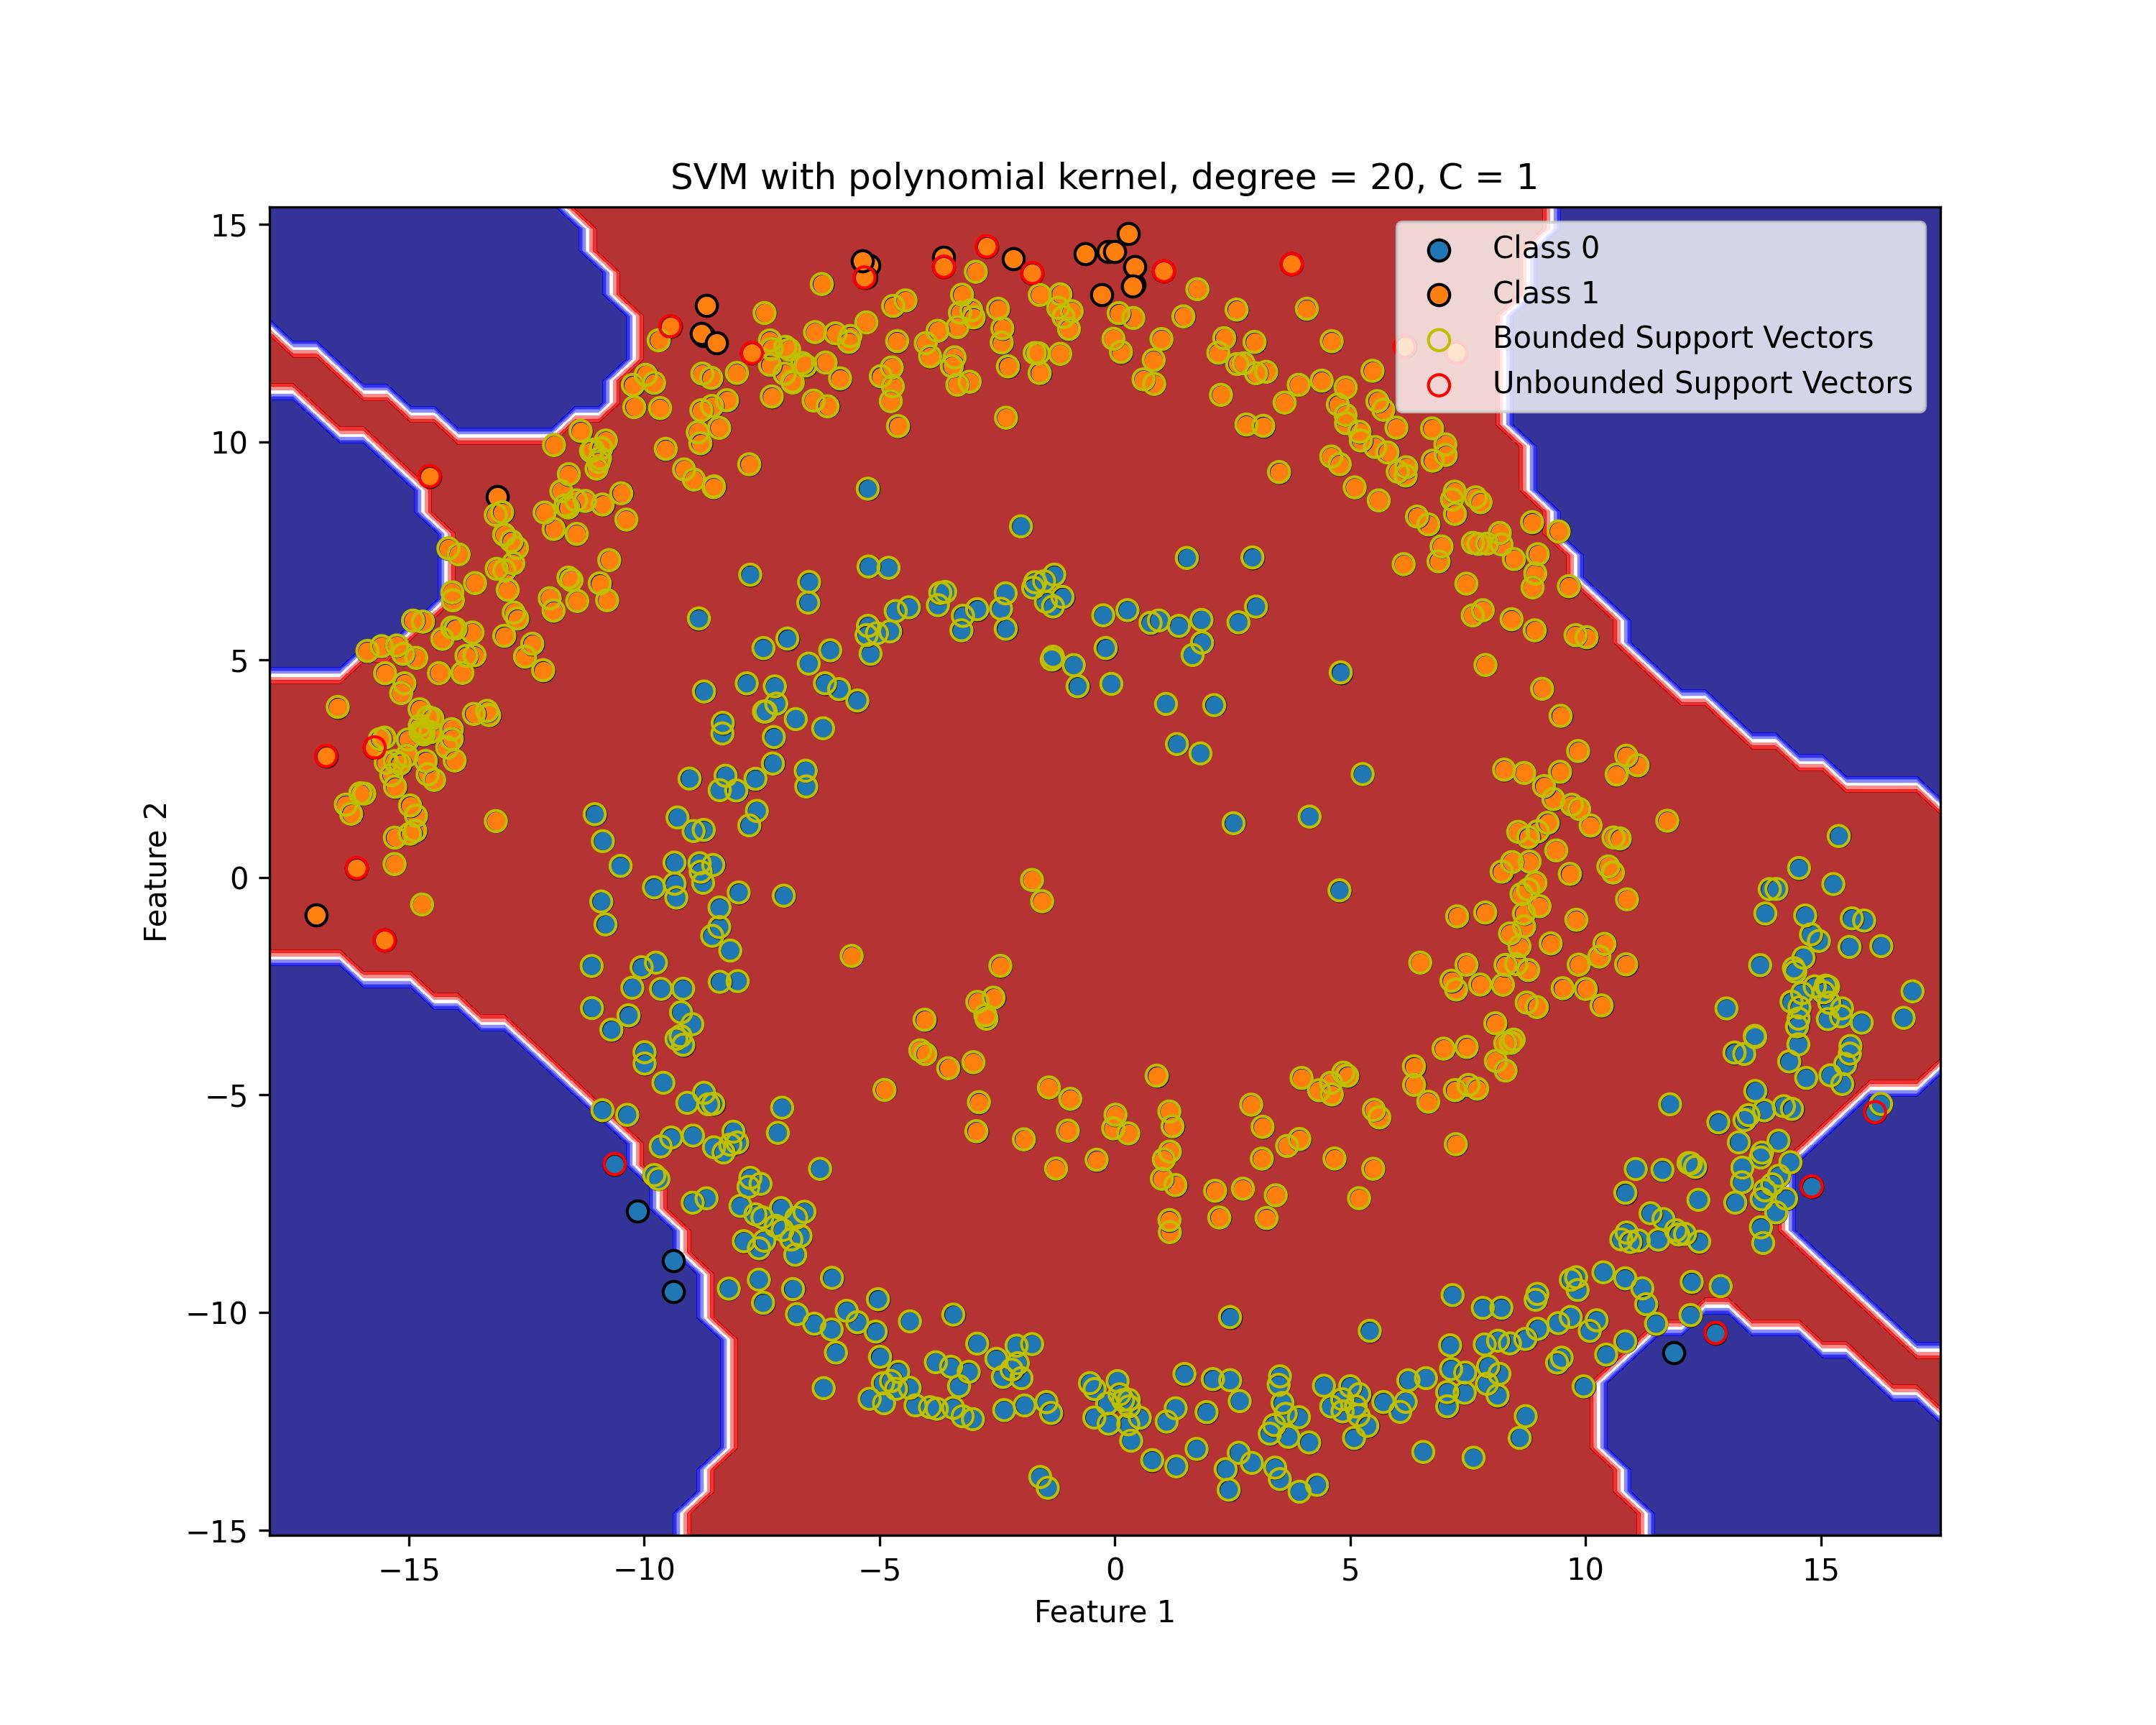 SVM with polynomial kernel, degree = 20, C = 1
Class 0
Class 1
Bounded Support Vectors
Unbounded Support Vectors
15
10
5
0
−5
−10
−15
Feature 2
−15 −10 −5 0 5 10 15
Feature 1